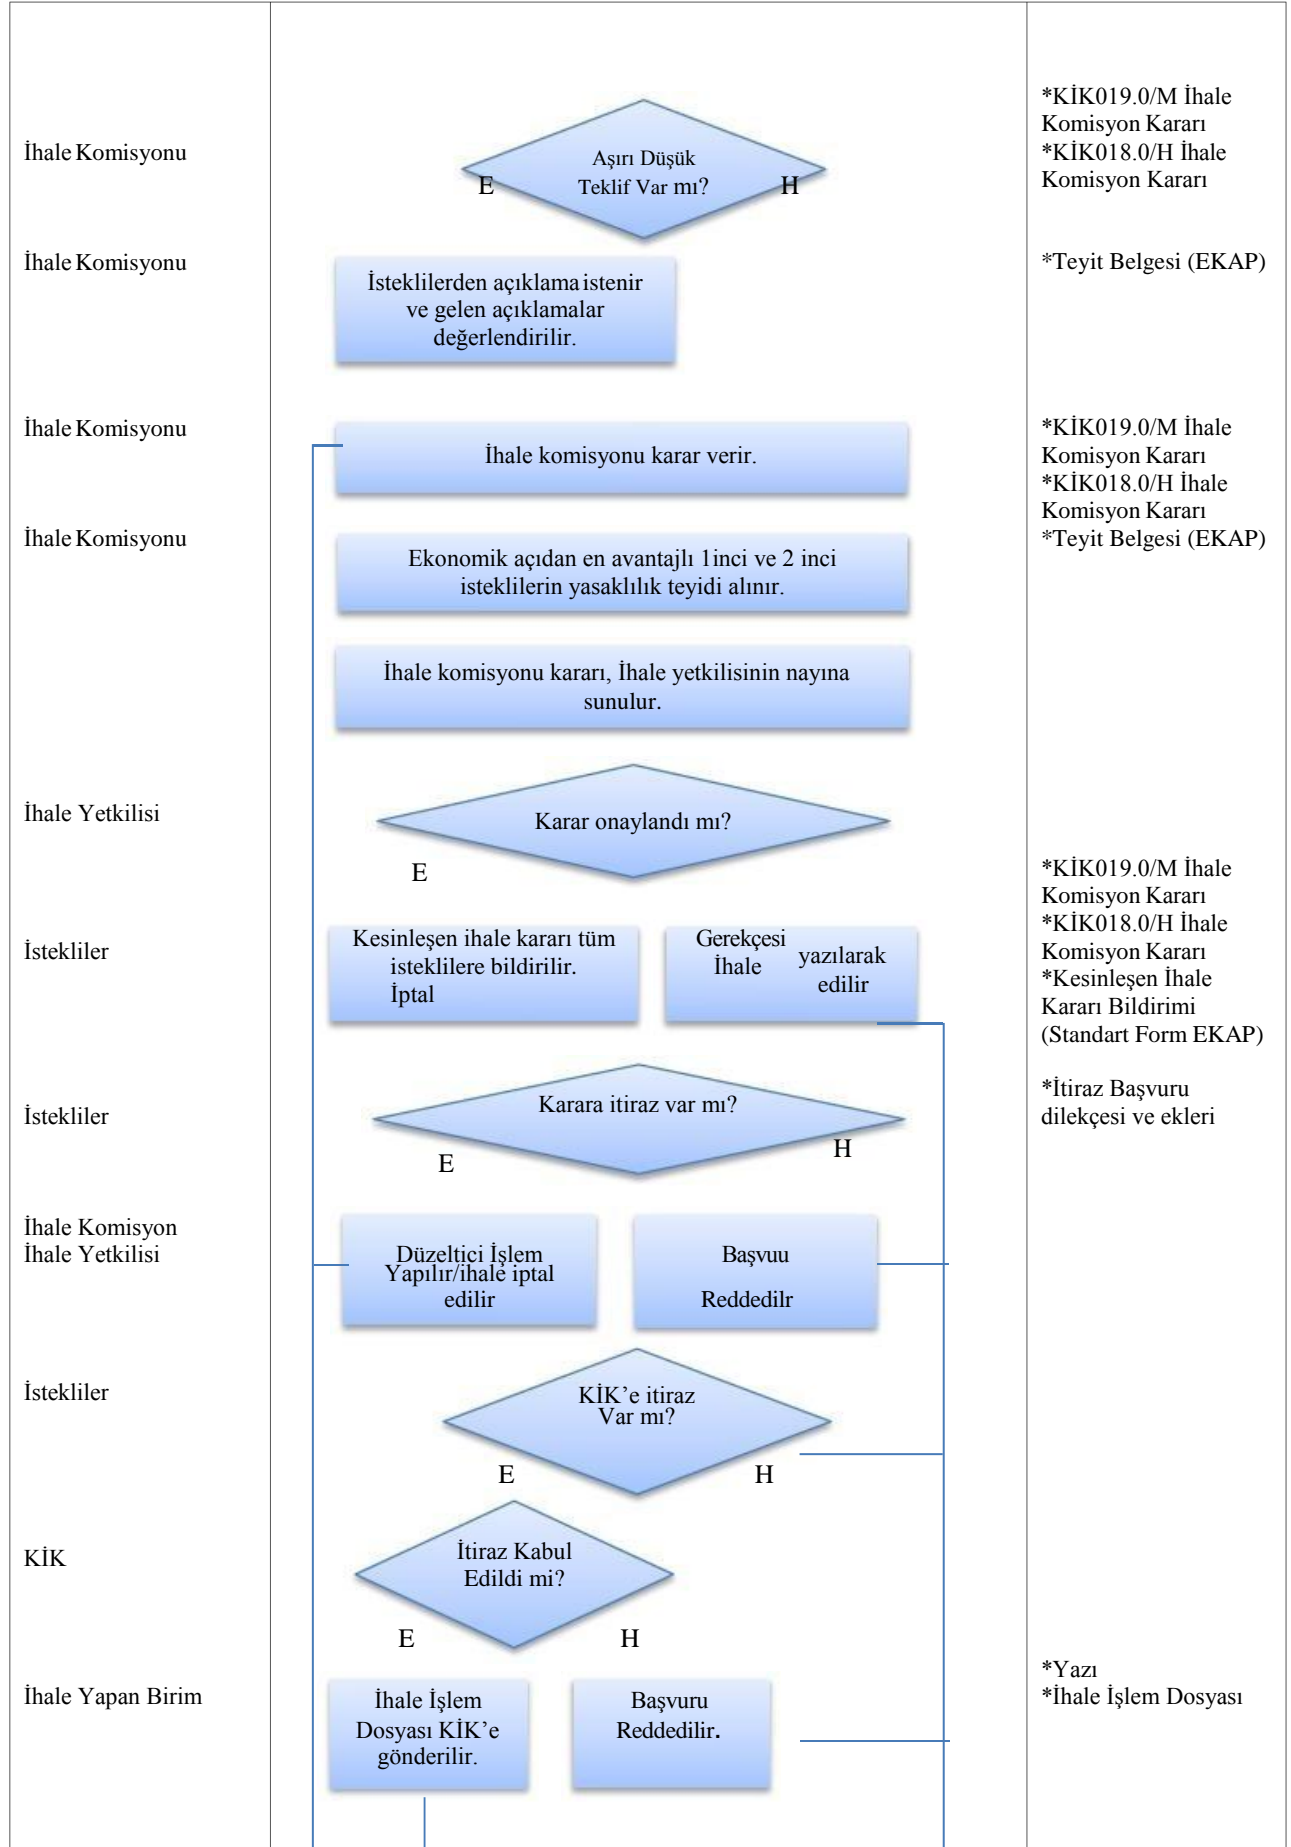 İhale Komisyonu
Aşırı Düşük
Teklif Var mı?
E
H
*KİK019.0/M İhale
Komisyon Kararı
*KİK018.0/H İhale
Komisyon Kararı
İhale Komisyonu
İsteklilerden açıklama istenir
ve gelen açıklamalar
değerlendirilir.
*Teyit Belgesi (EKAP)
İhale Komisyonu
İhale komisyonu karar verir.
*KİK019.0/M İhale
Komisyon Kararı
*KİK018.0/H İhale
Komisyon Kararı
*Teyit Belgesi (EKAP)
İhale Komisyonu
Ekonomik açıdan en avantajlı 1inci ve 2 inci
isteklilerin yasaklılık teyidi alınır.
İhale komisyonu kararı, İhale yetkilisinin nayına
sunulur.
İhale Yetkilisi
Karar onaylandı mı?
E
*KİK019.0/M İhale
Komisyon Kararı
*KİK018.0/H İhale
Komisyon Kararı
*Kesinleşen İhale
Kararı Bildirimi
(Standart Form EKAP)
İstekliler
Kesinleşen ihale kararı tüm
isteklilere bildirilir.
İptal
Gerekçesi
İhale
yazılarak
edilir
İstekliler
Karara itiraz var mı?
E
H
*İtiraz Başvuru
dilekçesi ve ekleri
İhale Komisyon
İhale Yetkilisi
Düzeltici İşlem
Yapılır/ihale iptal
edilir
Başvuu
Reddedilr
İstekliler
KİK’e itiraz
Var mı?
E
H
KİK
İtiraz Kabul
Edildi mi?
E
H
İhale Yapan Birim
İhale İşlem
Dosyası KİK’e
gönderilir.
Başvuru
Reddedilir.
*Yazı
*İhale İşlem Dosyası